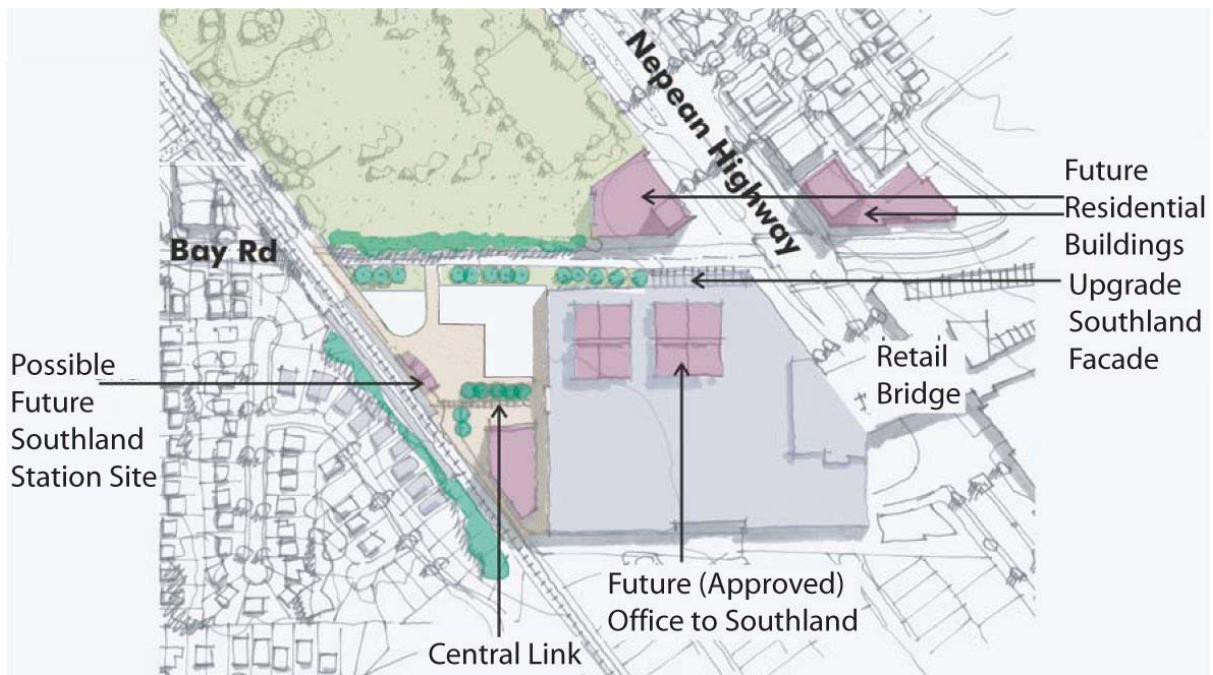 Nepean Highway
Bay Rd
Future
Residential
Buildings
Upgrade
Southland
Facade
Retail
Bridge
Possible
Future
Southland
Station Site
Future (Approved)
Office to Southland
Central Link